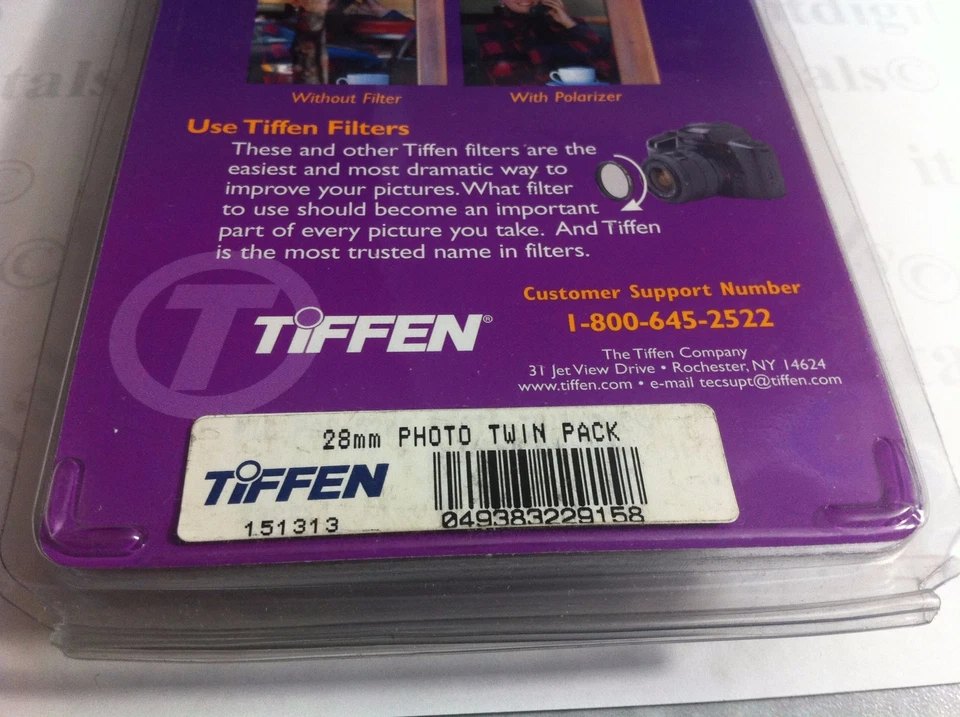 Without Filter
With Polarizer
Use Tiffen Filters
These and other Tiffen filters are the
easiest and most dramatic way to
improve your pictures. What filter
to use should become an important
part of every picture you take. And Tiffen
is the most trusted name in filters.
T
TIFFEN®
Customer Support Number
1-800-645-2522
The Tiffen Company
31 Jet View Drive • Rochester, NY 14624
www.tiffen.com • e-mail tecsupt@tiffen.com
28mm PHOTO TWIN PACK
TIFFEN
151313
049383229158